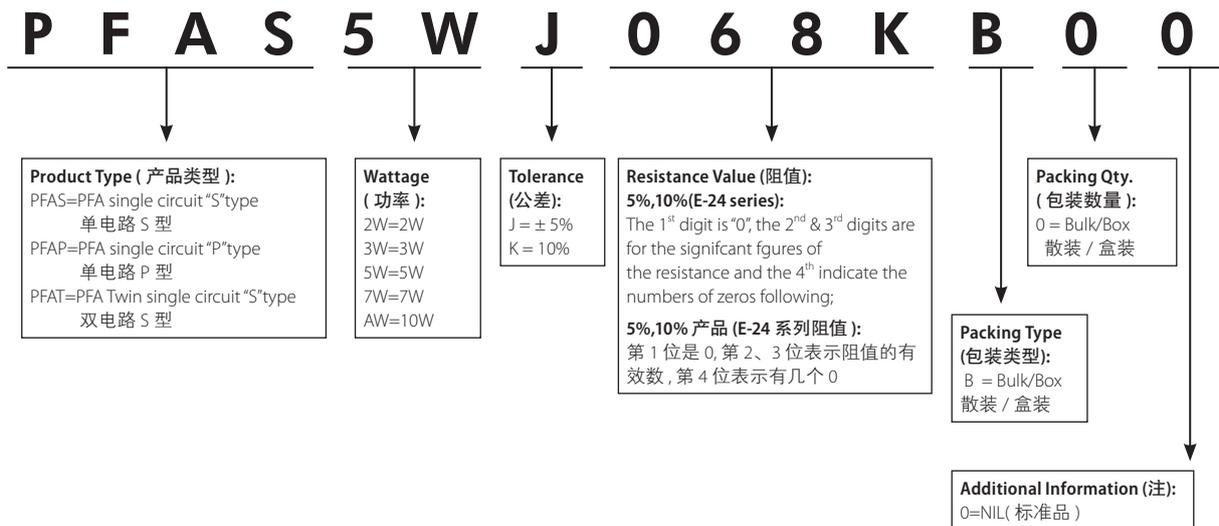 P F A S 5 W J 0 6 8 K B 0 0
Product Type ( 产品类型 ):
PFAS=PFA single circuit “S”type
单电路 S 型
PFAP=PFA single circuit “P”type
单电路 P 型
PFAT=PFA Twin single circuit “S”type
双电路 S 型
Wattage
( 功率 ):
2W=2W
3W=3W
5W=5W
7W=7W
AW=10W
Tolerance
(公差):
J = ± 5%
K = 10%
Resistance Value (阻值):
5%,10%(E-24 series):
The 1st digit is “0”, the 2nd & 3rd digits are
for the signifcant fgures of
the resistance and the 4th indicate the
numbers of zeros following;
5%,10% 产品 (E-24 系列阻值 ):
第 1 位是 0, 第 2、3 位表示阻值的有
效数 , 第 4 位表示有几个 0
Packing Qty.
( 包装数量 ):
0 = Bulk/Box
散装 / 盒装
Packing Type
(包装类型):
B = Bulk/Box
散装 / 盒装
Additional Information (注):
0=NIL( 标准品 )